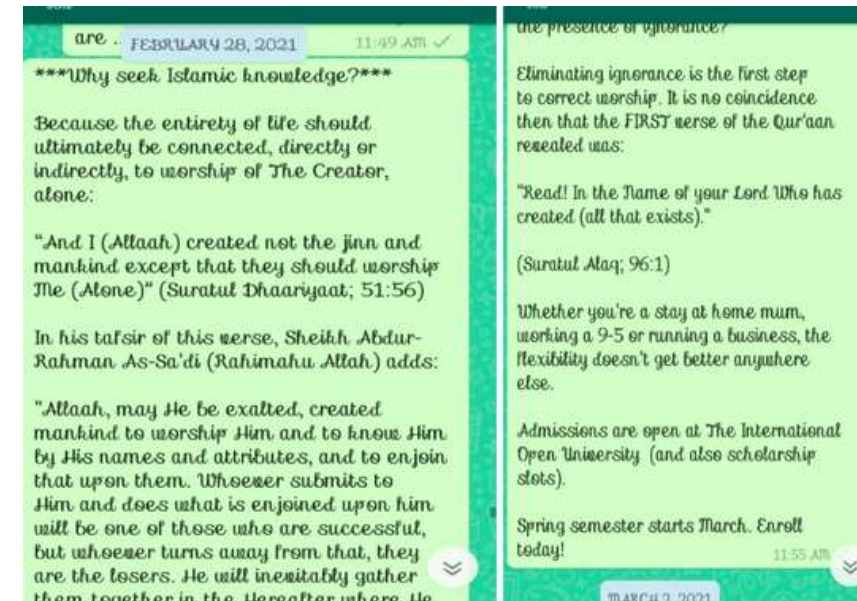 are ..
FEBRUARY 28, 2021
11:49 AM
***Why seek Islamic knowledge?***
Because the entirety of life should
ultimately be connected, directly or
indirectly, to worship of The Creator,
alone:
"And I (Allaah) created not the jinn and
mankind except that they should worship
Me (Alone)" (Suratul Dhaariyaat; 51:56)
In his tafsir of this verse, Sheikh Abdur-
Rahman As-Sa'di (Rahimahu Allah) adds:
"Allaah, may He be exalted, created
mankind to worship Him and to know Him
by His names and attributes, and to enjoin
that upon them. Whoever submits to
Him and does what is enjoined upon him
will be one of those who are successful,
but whoever turns away from that, they
are the losers. He will inevitably gather
them together in the Hereafter where He
the presence of ignorance?
Eliminating ignorance is the first step
to correct worship. It is no coincidence
then that the FIRST verse of the Qur'aan
revealed was:
"Read! In the Name of your Lord Who has
created (all that exists)."
(Suratul Alaq; 96:1)
Whether you're a stay at home mum,
working a 9-5 or running a business, the
flexibility doesn't get better anywhere
else.
Admissions are open at The International
Open University (and also scholarship
slots).
Spring semester starts March. Enroll
today!
11:55 AM
MARCH 2, 2021